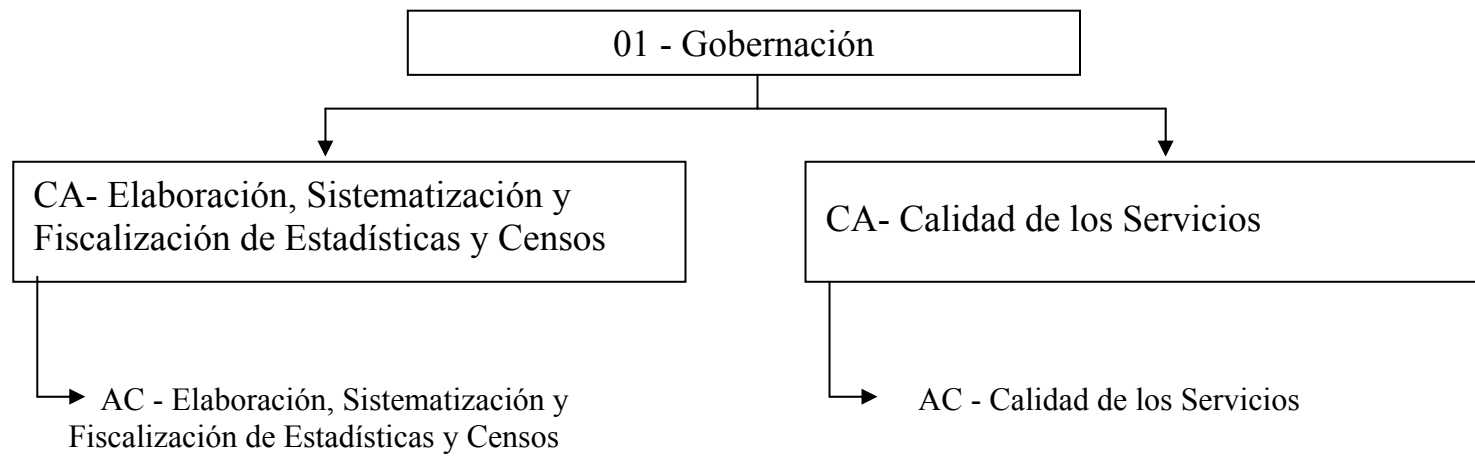 01 - Gobernación
CA- Elaboración, Sistematización y
Fiscalización de Estadísticas y Censos
CA- Calidad de los Servicios
AC - Elaboración, Sistematización y
Fiscalización de Estadísticas y Censos
AC - Calidad de los Servicios